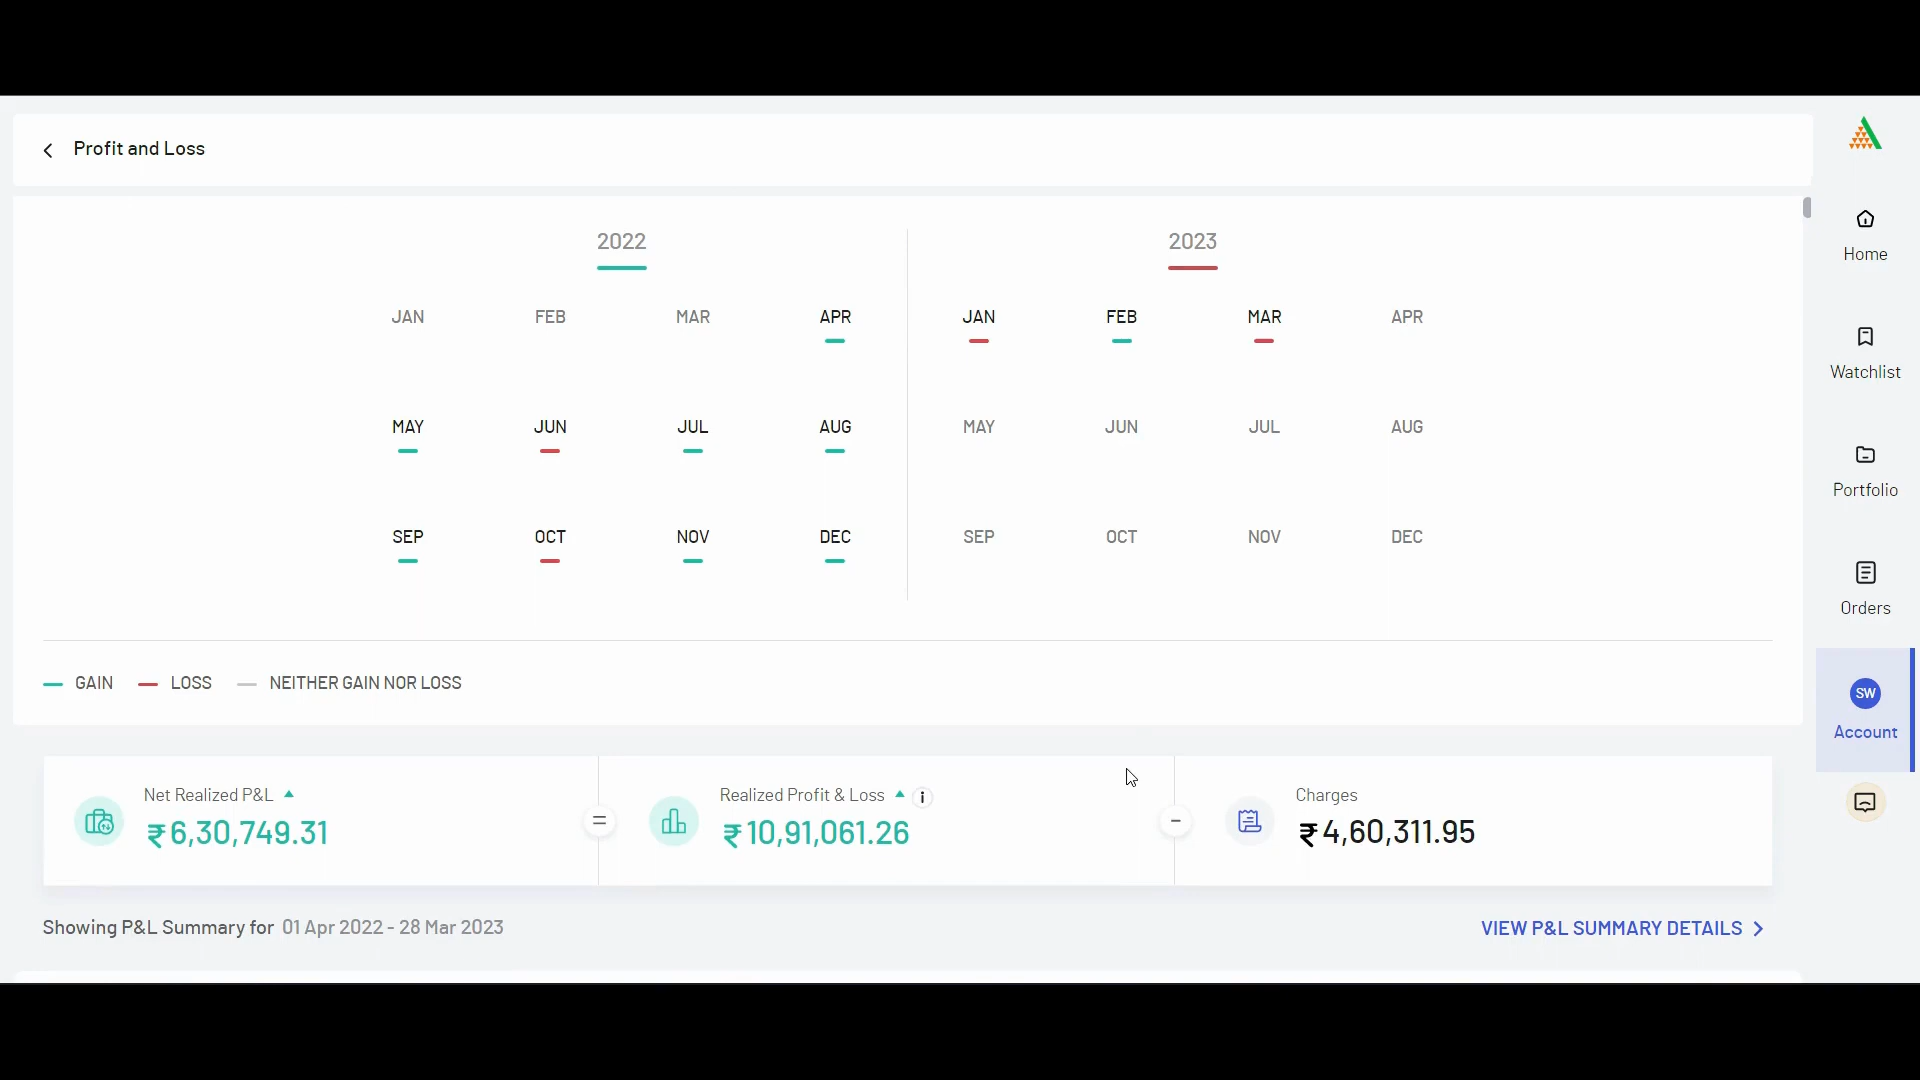 Profit and Loss
2022
2023
JAN FEB MAR APR
JAN FEB MAR APR
MAY JUN JUL AUG
MAY JUN JUL AUG
SEP OCT NOV DEC
SEP OCT NOV DEC
GAIN LOSS NEITHER GAIN NOR LOSS
Net Realized P&L
₹6,30,749.31
=
Realized Profit & Loss i
₹10,91,061.26
-
Charges
₹4,60,311.95
Showing P&L Summary for 01 Apr 2022 - 28 Mar 2023
VIEW P&L SUMMARY DETAILS >
Home
Watchlist
Portfolio
Orders
SW
Account